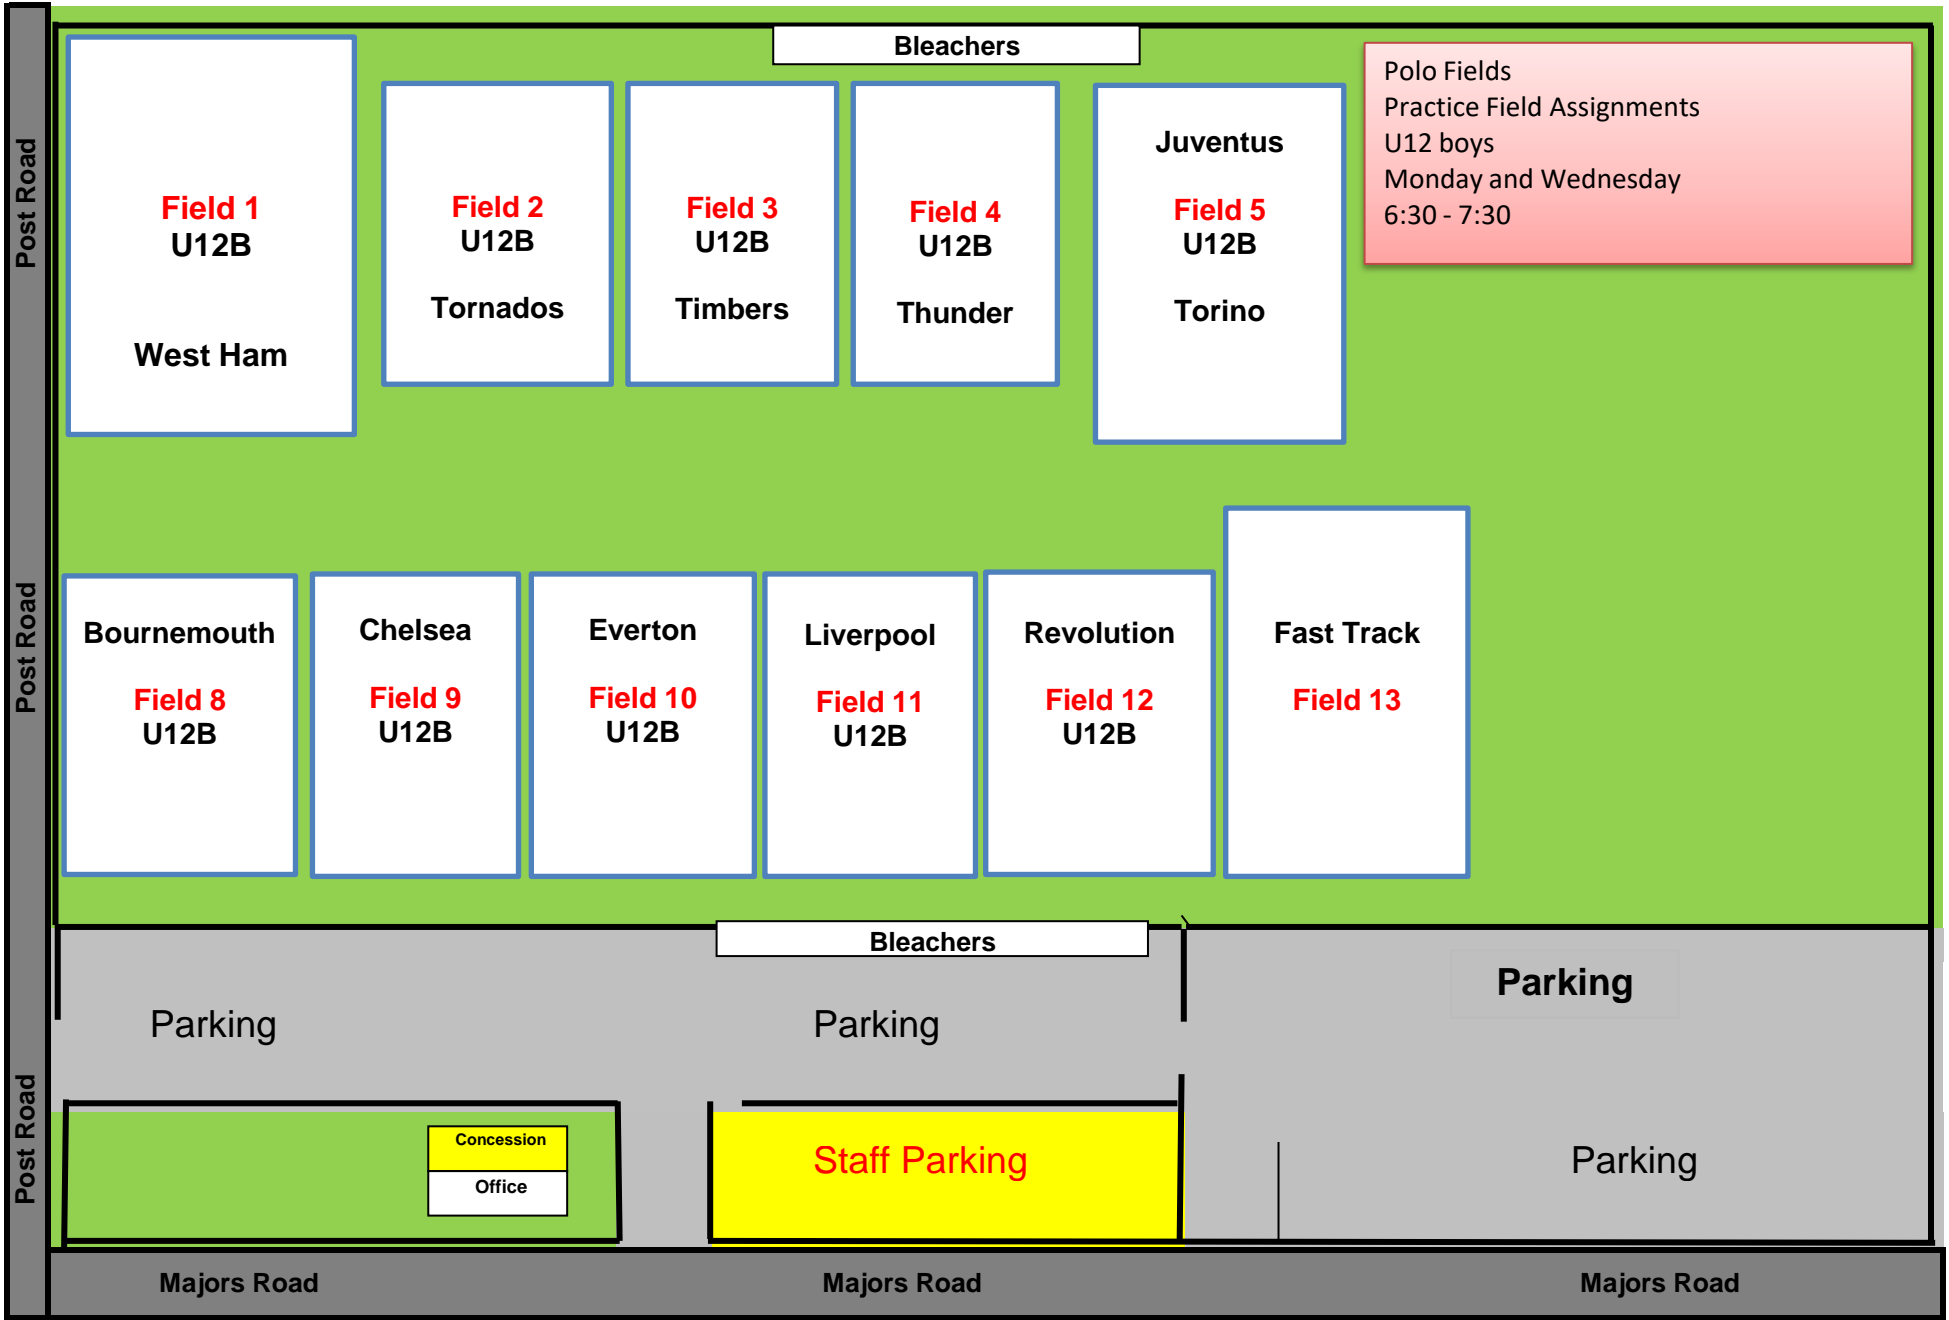 Bleachers
Polo Fields
Practice Field Assignments
U12 boys
Monday and Wednesday
6:30 - 7:30
Post Road
Field 1
U12B
West Ham
Field 2
U12B
Tornados
Field 3
U12B
Timbers
Field 4
U12B
Thunder
Juventus
Field 5
U12B
Torino
Post Road
Bournemouth
Field 8
U12B
Chelsea
Field 9
U12B
Everton
Field 10
U12B
Liverpool
Field 11
U12B
Revolution
Field 12
U12B
Fast Track
Field 13
Bleachers
Parking
Parking
Parking
Post Road
Concession
Office
Staff Parking
Parking
Majors Road
Majors Road
Majors Road